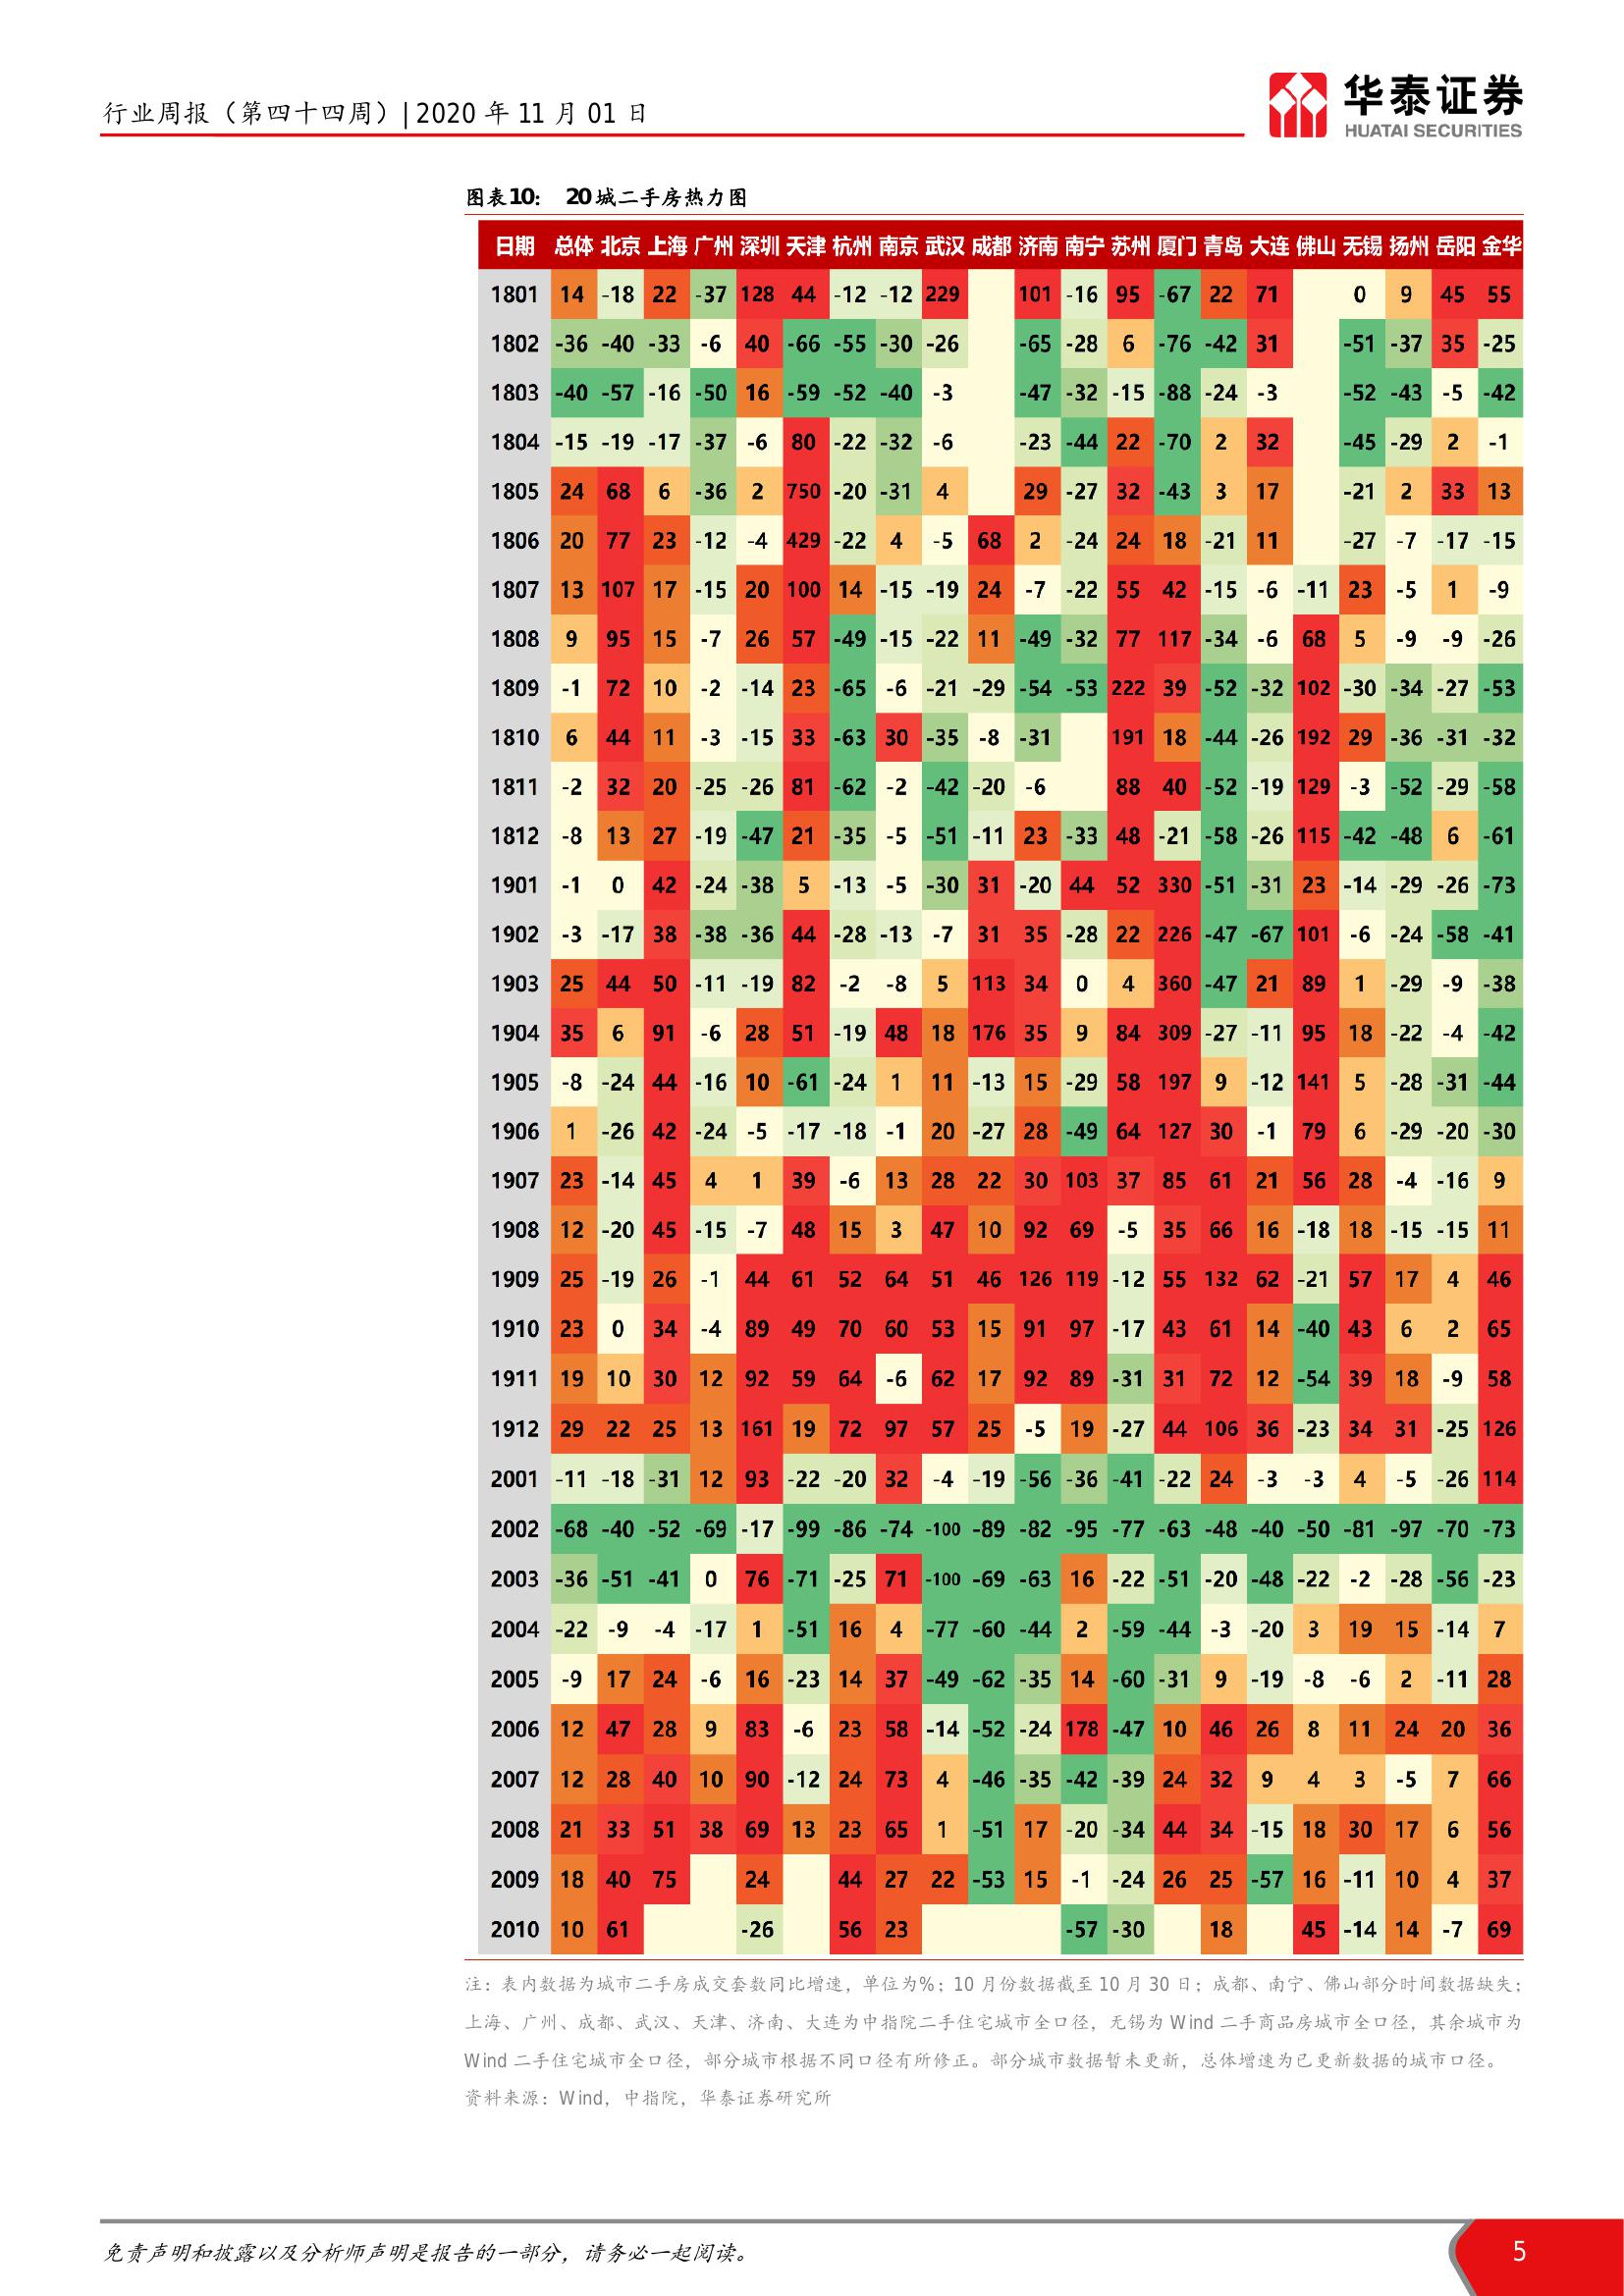 行业周报（第四十四周）|2020 年 11 月 01 日
华泰证券
HUATAI SECURITIES
图表10： 20城二手房热力图
日期 总体 北京 上海 广州 深圳 天津 杭州 南京 武汉 成都 济南 南宁 苏州 厦门 青岛 大连 佛山 无锡 扬州 岳阳 金华
1801 14 -18 22 -37 128 44 -12 -12 229 101 -16 95 -67 22 71 0 9 45 55
1802 -36 -40 -33 -6 40 -66 -55 -30 -26 -65 -28 6 -76 -42 31 -51 -37 35 -25
1803 -40 -57 -16 -50 16 -59 -52 -40 -3 -47 -32 -15 -88 -24 -3 -52 -43 -5 -42
1804 -15 -19 -17 -37 -6 80 -22 -32 -6 -23 -44 22 -70 2 32 -45 -29 2 -1
1805 24 68 6 -36 2 750 -20 -31 4 29 -27 32 -43 3 17 -21 2 33 13
1806 20 77 23 -12 -4 429 -22 4 -5 68 2 -24 24 18 -21 11 -27 -7 -17 -15
1807 13 107 17 -15 20 100 14 -15 -19 24 -7 -22 55 42 -15 -6 -11 23 -5 1 -9
1808 9 95 15 -7 26 57 -49 -15 -22 11 -49 -32 77 117 -34 -6 68 5 -9 -9 -26
1809 -1 72 10 -2 -14 23 -65 -6 -21 -29 -54 -53 222 39 -52 -32 102 -30 -34 -27 -53
1810 6 44 11 -3 -15 33 -63 30 -35 -8 -31 191 18 -44 -26 192 29 -36 -31 -32
1811 -2 32 20 -25 -26 81 -62 -2 -42 -20 -6 88 40 -52 -19 129 -3 -52 -29 -58
1812 -8 13 27 -19 -47 21 -35 -5 -51 -11 23 -33 48 -21 -58 -26 115 -42 -48 6 -61
1901 -1 0 42 -24 -38 5 -13 -5 -30 31 -20 44 52 330 -51 -31 23 -14 -29 -26 -73
1902 -3 -17 38 -38 -36 44 -28 -13 -7 31 35 -28 22 226 -47 -67 101 -6 -24 -58 -41
1903 25 44 50 -11 -19 82 -2 -8 5 113 34 0 4 360 -47 21 89 1 -29 -9 -38
1904 35 6 91 -6 28 51 -19 48 18 176 35 9 84 309 -27 -11 95 18 -22 -4 -42
1905 -8 -24 44 -16 10 -61 -24 1 11 -13 15 -29 58 197 9 -12 141 5 -28 -31 -44
1906 1 -26 42 -24 -5 -17 -18 -1 20 -27 28 -49 64 127 30 -1 79 6 -29 -20 -30
1907 23 -14 45 4 1 39 -6 13 28 22 30 103 37 85 61 21 56 28 -4 -16 9
1908 12 -20 45 -15 -7 48 15 3 47 10 92 69 -5 35 66 16 -18 18 -15 -15 11
1909 25 -19 26 -1 44 61 52 64 51 46 126 119 -12 55 132 62 -21 57 17 4 46
1910 23 0 34 -4 89 49 70 60 53 15 91 97 -17 43 61 14 -40 43 6 2 65
1911 19 10 30 12 92 59 64 -6 62 17 92 89 -31 31 72 12 -54 39 18 -9 58
1912 29 22 25 13 161 19 72 97 57 25 -5 19 -27 44 106 36 -23 34 31 -25 126
2001 -11 -18 -31 12 93 -22 -20 32 -4 -19 -56 -36 -41 -22 24 -3 -3 4 -5 -26 114
2002 -68 -40 -52 -69 -17 -99 -86 -74 -100 -89 -82 -95 -77 -63 -48 -40 -50 -81 -97 -70 -73
2003 -36 -51 -41 0 76 -71 -25 71 -100 -69 -63 16 -22 -51 -20 -48 -22 -2 -28 -56 -23
2004 -22 -9 -4 -17 1 -51 16 4 -77 -60 -44 2 -59 -44 -3 -20 3 19 15 -14 7
2005 -9 17 24 -6 16 -23 14 37 -49 -62 -35 14 -60 -31 9 -19 -8 -6 2 -11 28
2006 12 47 28 9 83 -6 23 58 -14 -52 -24 178 -47 10 46 26 8 11 24 20 36
2007 12 28 40 10 90 -12 24 73 4 -46 -35 -42 -39 24 32 9 4 3 -5 7 66
2008 21 33 51 38 69 13 23 65 1 -51 17 -20 -34 44 34 -15 18 30 17 6 56
2009 18 40 75 24 44 27 22 -53 15 -1 -24 26 25 -57 16 -11 10 4 37
2010 10 61 -26 56 23 -57 -30 18 45 -14 14 -7 69
注：表内数据为城市二手房成交套数同比增速，单位为%；10 月份数据截至 10 月 30 日；成都、南宁、佛山部分时间数据缺失；
上海、广州、成都、武汉、天津、济南、大连为中指院二手住宅城市全口径，无锡为 Wind 二手商品房城市全口径，其余城市为
Wind 二手住宅城市全口径，部分城市根据不同口径有所修正。部分城市数据暂未更新，总体增速为已更新数据的城市口径。
资料来源：Wind，中指院，华泰证券研究所
免责声明和披露以及分析师声明是报告的一部分，请务必一起阅读。
5